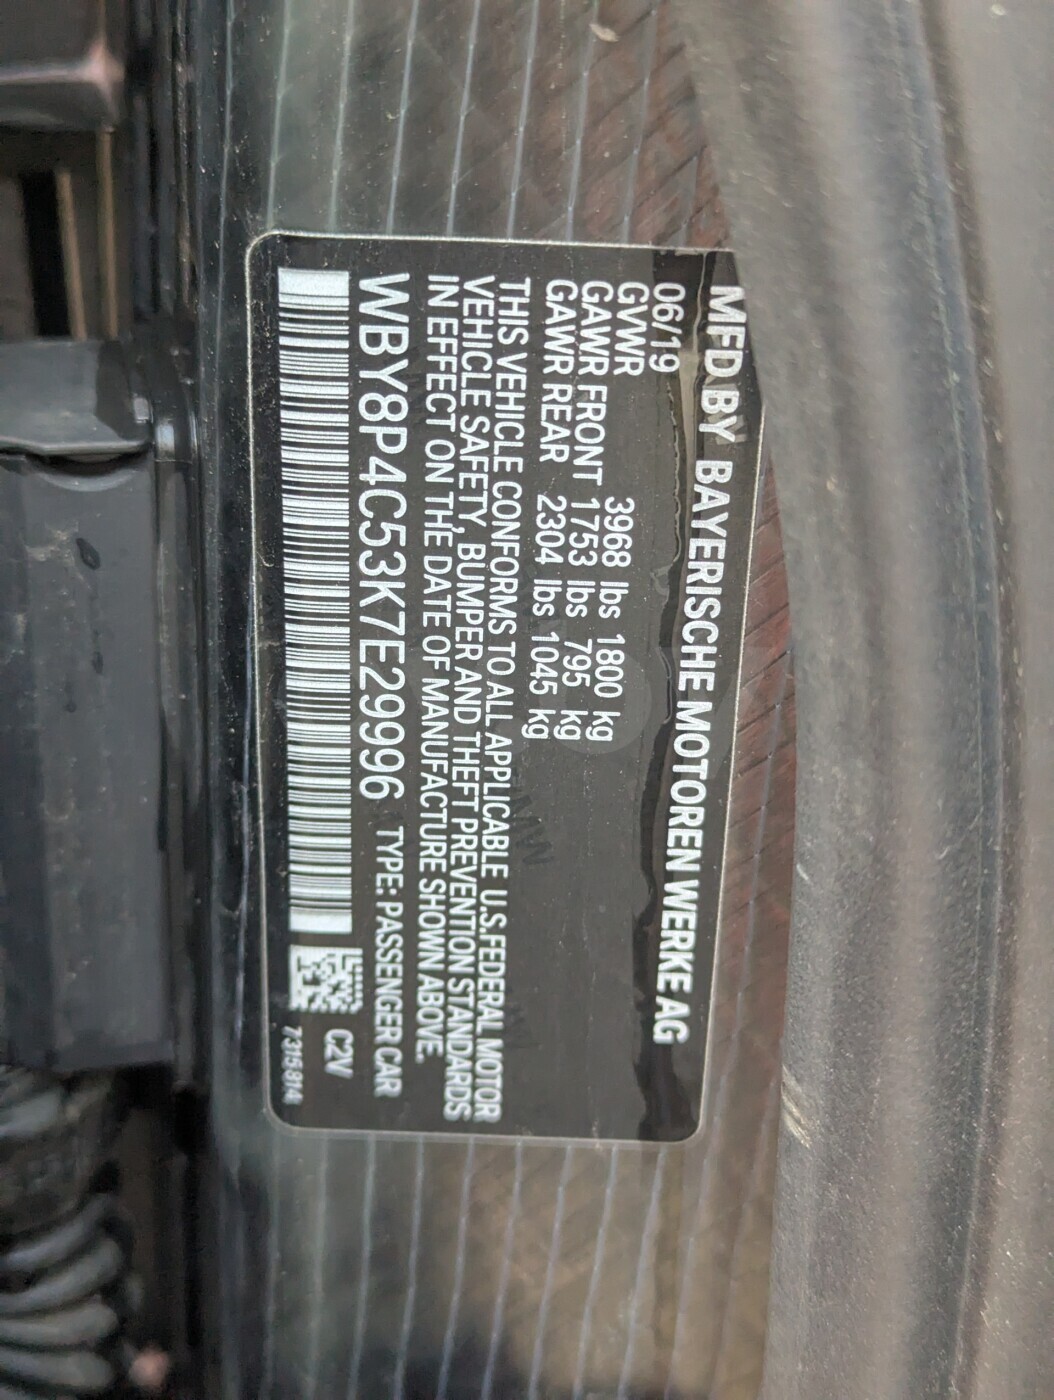 MFD BY BAYERISCHE MOTOREN WERKE AG
06/19
GVWR 3968 lbs 1800 kg
GAWR FRONT 1753 lbs 795 kg
GAWR REAR 2304 lbs 1045 kg
THIS VEHICLE CONFORMS TO ALL APPLICABLE U.S.FEDERAL MOTOR
VEHICLE SAFETY, BUMPER AND THEFT PREVENTION STANDARDS
IN EFFECT ON THE DATE OF MANUFACTURE SHOWN ABOVE.
WBY8P4C53K7E29996 TYPE: PASSENGER CAR
C2V